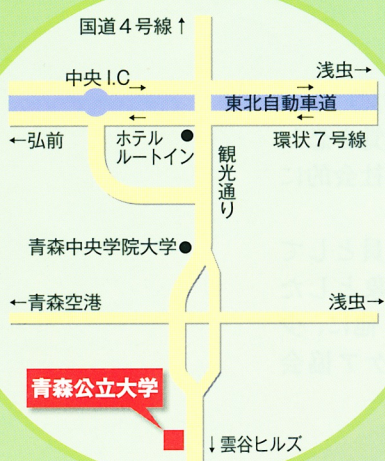 国道4号線↑
浅虫→
中央I.C
東北自動車道
←弘前
ホテル
ルートイン
環状7号線
観光通り
青森中央学院大学
←青森空港
浅虫→
青森公立大学
↓雲谷ヒルズ